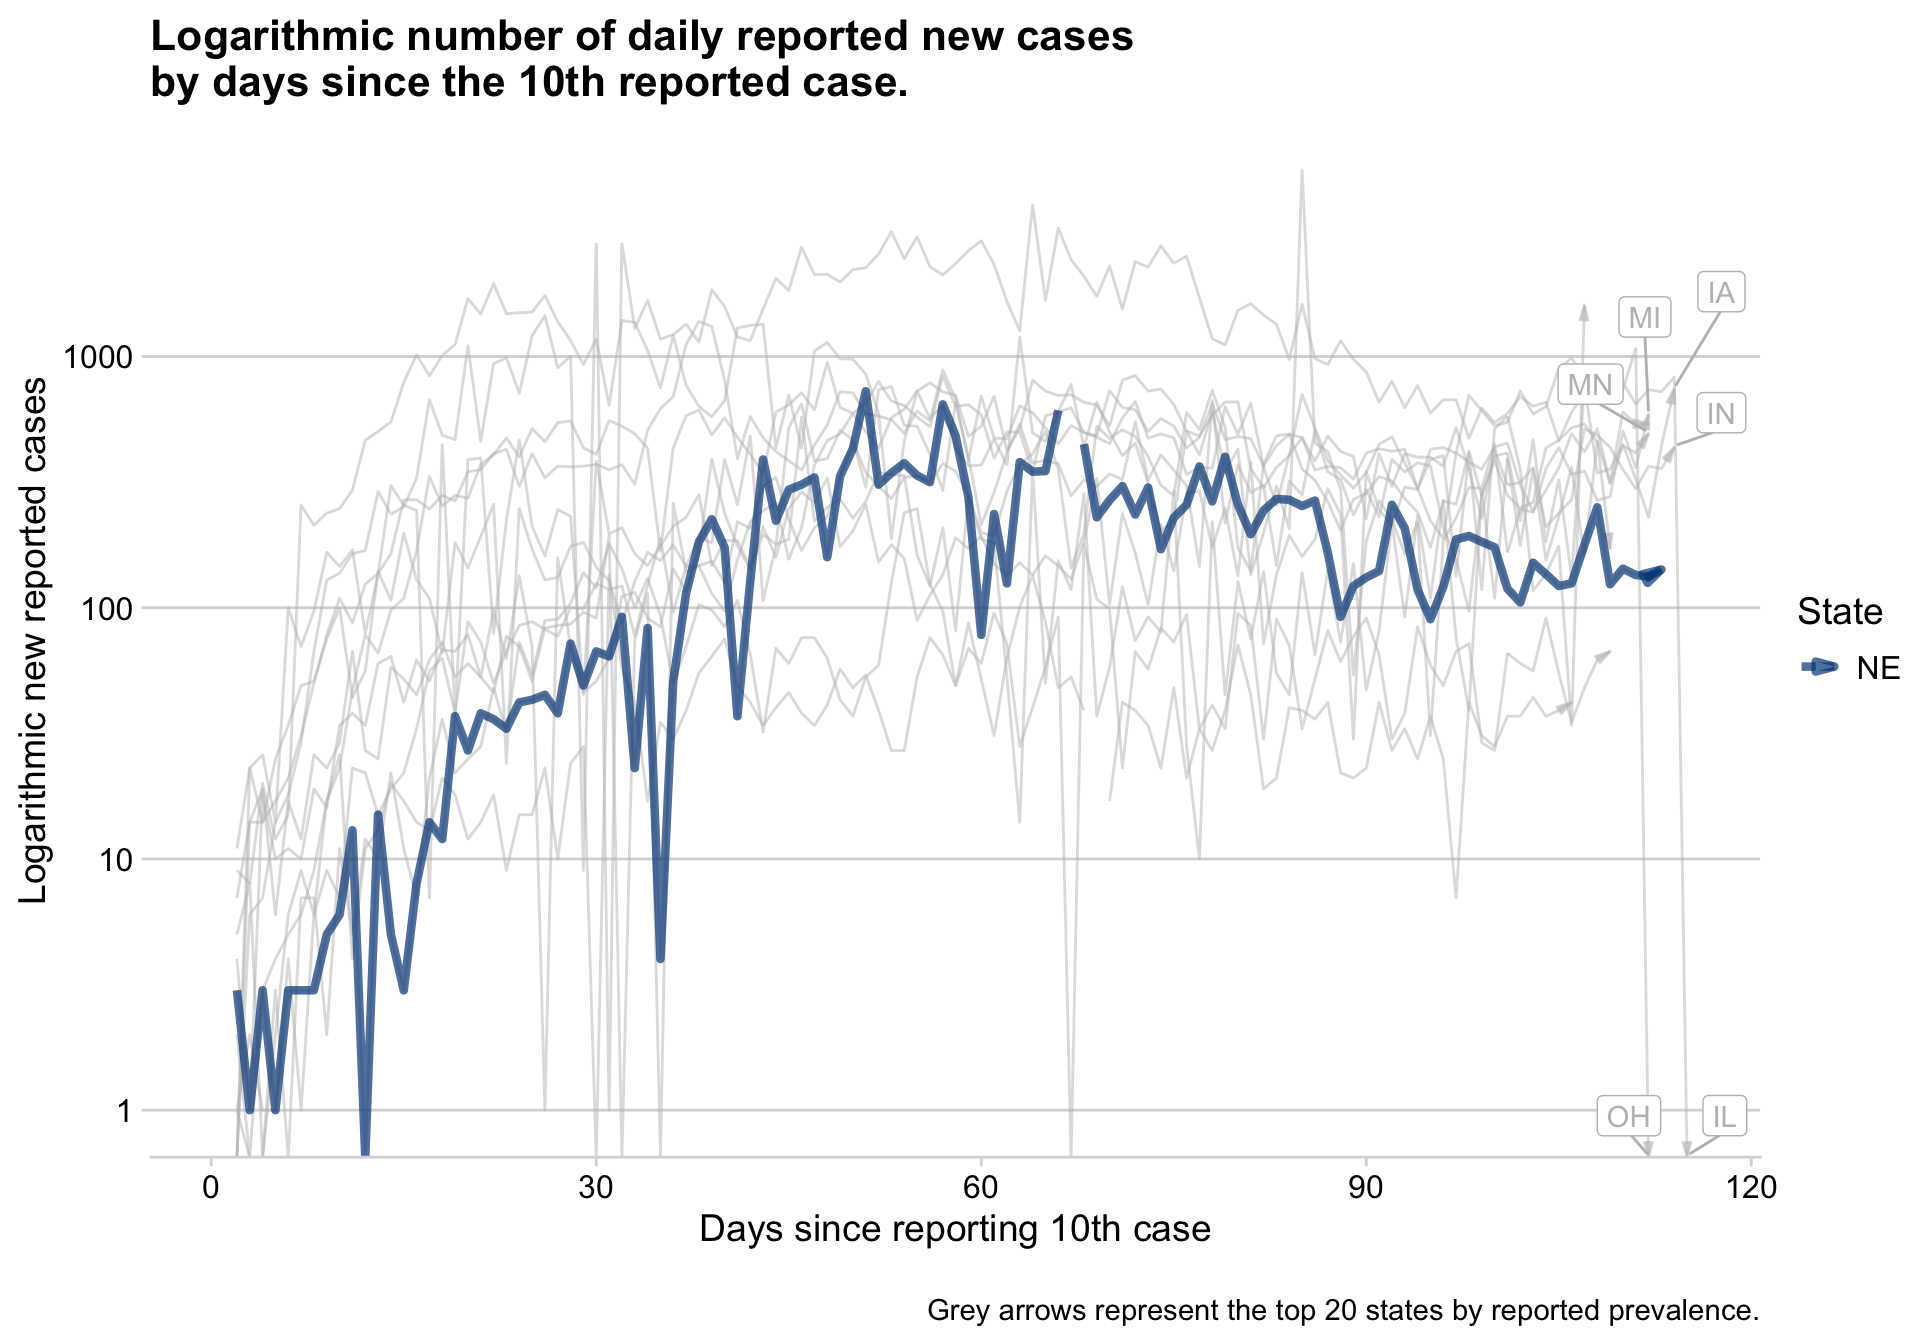 Logarithmic number of daily reported new cases
by days since the 10th reported case.
Logarithmic new reported cases
1000
100
10
1
IA
MI
MN
IN
OH
IL
State
NE
0
30
60
90
120
Days since reporting 10th case
Grey arrows represent the top 20 states by reported prevalence.